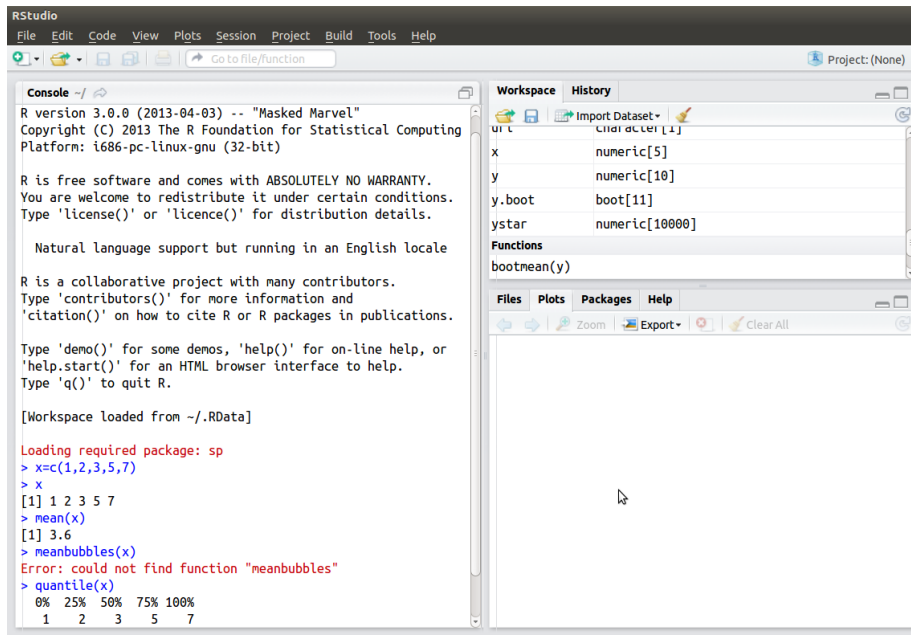 RStudio
File Edit Code View Plots Session Project Build Tools Help
Go to file/function
Project: (None)
Console ~/
R version 3.0.0 (2013-04-03) -- "Masked Marvel"
Copyright (C) 2013 The R Foundation for Statistical Computing
Platform: i686-pc-linux-gnu (32-bit)
R is free software and comes with ABSOLUTELY NO WARRANTY.
You are welcome to redistribute it under certain conditions.
Type 'license()' or 'licence()' for distribution details.
Natural language support but running in an English locale
R is a collaborative project with many contributors.
Type 'contributors()' for more information and
'citation()' on how to cite R or R packages in publications.
Type 'demo()' for some demos, 'help()' for on-line help, or
'help.start()' for an HTML browser interface to help.
Type 'q()' to quit R.
[Workspace loaded from ~/.RData]
Loading required package: sp
> x=c(1,2,3,5,7)
> x
[1] 1 2 3 5 7
> mean(x)
[1] 3.6
> meanbubbles(x)
Error: could not find function "meanbubbles"
> quantile(x)
0% 25% 50% 75% 100%
1 2 3 5 7
Workspace History
Import Dataset
url character[1]
x numeric[5]
y numeric[10]
y.boot boot[11]
ystar numeric[10000]
Functions
bootmean(y)
Files Plots Packages Help
Zoom Export Clear All